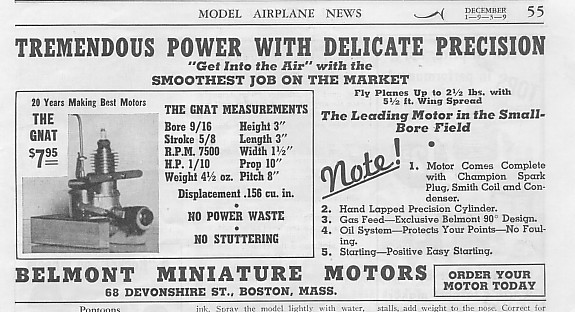 MODEL AIRPLANE NEWS
DECEMBER
1—9—3—9
55
TREMENDOUS POWER WITH DELICATE PRECISION
"Get Into the Air" with the
SMOOTHEST JOB ON THE MARKET
20 Years Making Best Motors
THE
GNAT
$7.95
THE GNAT MEASUREMENTS
Bore 9/16 Height 3"
Stroke 5/8 Length 3"
R.P.M. 7500 Width 1½"
H.P. 1/10 Prop 10"
Weight 4½ oz. Pitch 8"
Displacement .156 cu. in.
•
NO POWER WASTE
•
NO STUTTERING
Fly Planes Up to 2½ lbs. with
5½ ft. Wing Spread
The Leading Motor in the Small-
Bore Field
•
Note!
1. Motor Comes Complete
with Champion Spark
Plug, Smith Coil and Con-
denser.
2. Hand Lapped Precision Cylinder.
3. Gas Feed—Exclusive Belmont 90° Design.
4. Oil System—Protects Your Points—No Foul-
ing.
5. Starting—Positive Easy Starting.
BELMONT MINIATURE MOTORS
68 DEVONSHIRE ST., BOSTON, MASS.
ORDER YOUR
MOTOR TODAY
Pontoons
ink. Spray the model lightly with water,
stalls, add weight to the nose. Correct for